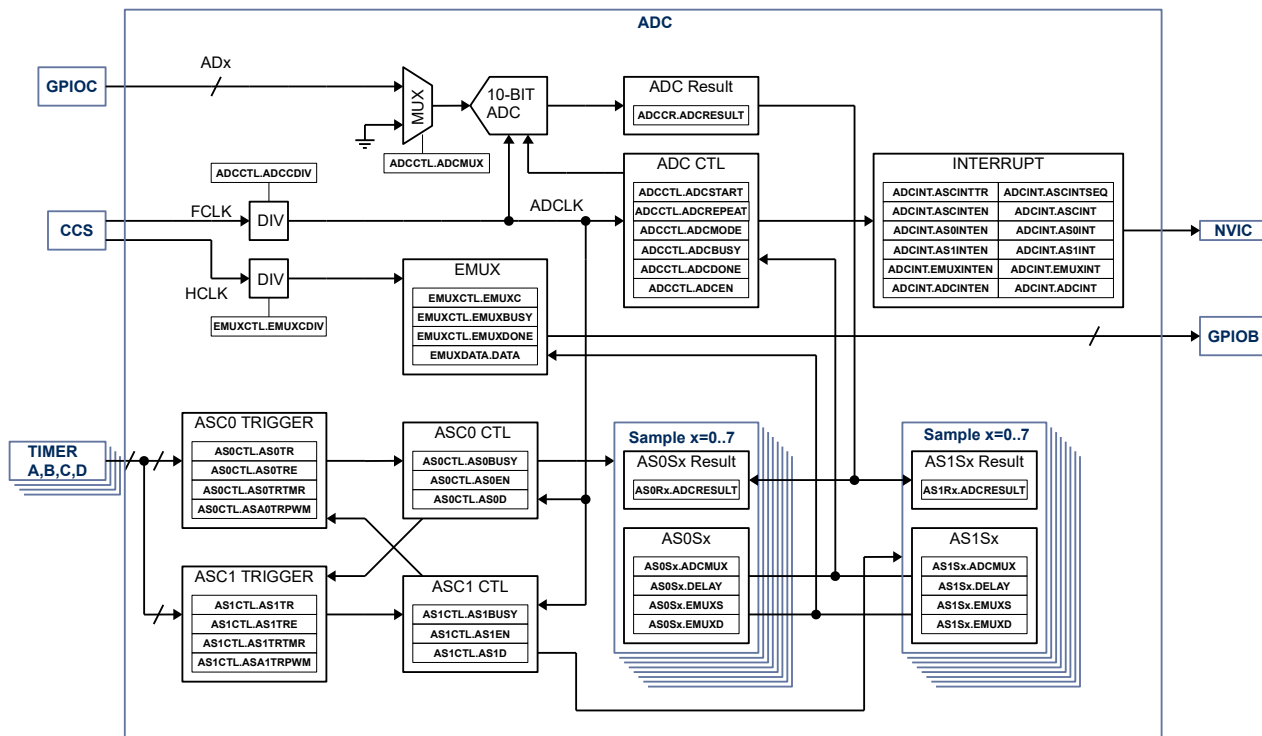 ADC
GPIOC
ADx
MUX
10-BIT
ADC
ADC Result
ADCCR.ADCRESULT
ADCCTL.ADCMUX
ADCCTL.ADCCDIV
CCS
FCLK
DIV
ADCLK
HCLK
DIV
EMUXCTL.EMUXCDIV
ADC CTL
ADCCTL.ADCSTART
ADCCTL.ADCREPEAT
ADCCTL.ADCMODE
ADCCTL.ADCBUSY
ADCCTL.ADCDONE
ADCCTL.ADCEN
INTERRUPT
ADCINT.ASCINTTR ADCINT.ASCINTSEQ
ADCINT.ASCINTEN ADCINT.ASCINT
ADCINT.AS0INTEN ADCINT.AS0INT
ADCINT.AS1INTEN ADCINT.AS1INT
ADCINT.EMUXINTEN ADCINT.EMUXINT
ADCINT.ADCINTEN ADCINT.ADCINT
NVIC
EMUX
EMUXCTL.EMUXC
EMUXCTL.EMUXBUSY
EMUXCTL.EMUXDONE
EMUXDATA.DATA
GPIOB
TIMER
A,B,C,D
ASC0 TRIGGER
AS0CTL.AS0TR
AS0CTL.AS0TRE
AS0CTL.AS0TRTMR
AS0CTL.ASA0TRPWM
ASC0 CTL
AS0CTL.AS0BUSY
AS0CTL.AS0EN
AS0CTL.AS0D
ASC1 TRIGGER
AS1CTL.AS1TR
AS1CTL.AS1TRE
AS1CTL.AS1TRTMR
AS1CTL.ASA1TRPWM
ASC1 CTL
AS1CTL.AS1BUSY
AS1CTL.AS1EN
AS1CTL.AS1D
Sample x=0..7
AS0Sx Result
AS0Rx.ADCRESULT
AS0Sx
AS0Sx.ADCMUX
AS0Sx.DELAY
AS0Sx.EMUXS
AS0Sx.EMUXD
Sample x=0..7
AS1Sx Result
AS1Rx.ADCRESULT
AS1Sx
AS1Sx.ADCMUX
AS1Sx.DELAY
AS1Sx.EMUXS
AS1Sx.EMUXD